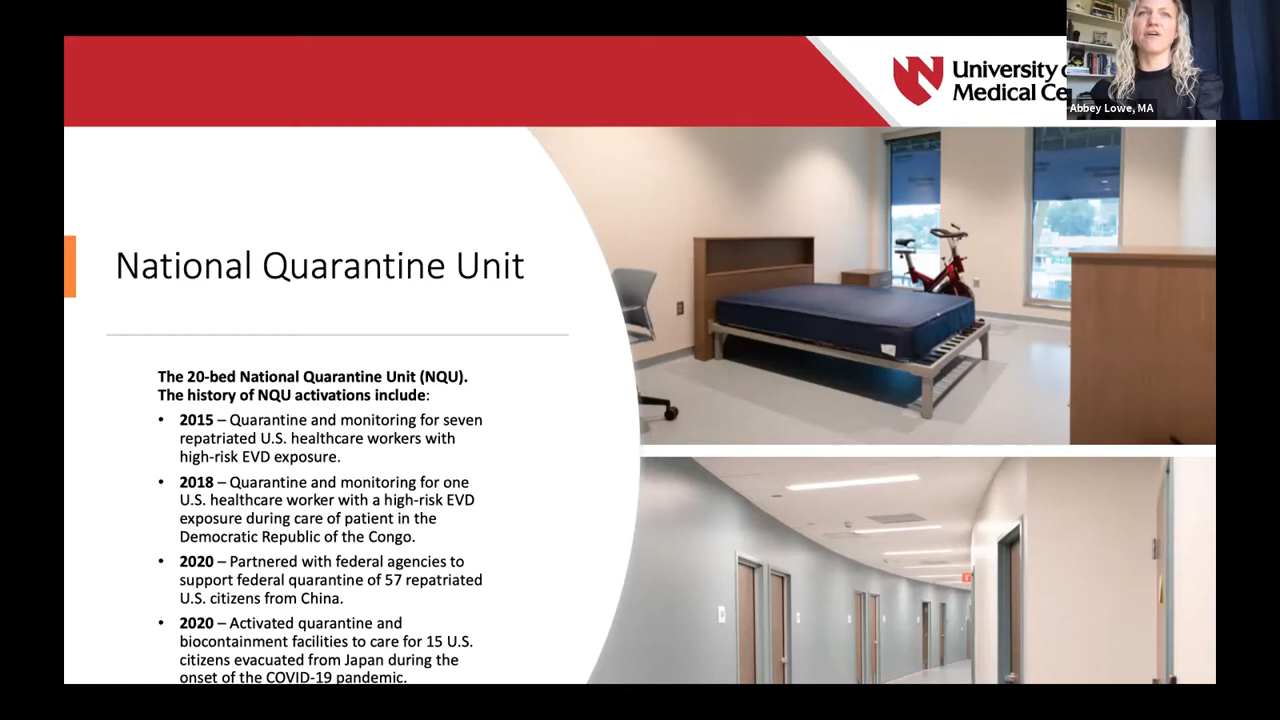 University
Medical Ce
Abbey Lowe, MA
National Quarantine Unit
The 20-bed National Quarantine Unit (NQU).
The history of NQU activations include:
• 2015 – Quarantine and monitoring for seven
repatriated U.S. healthcare workers with
high-risk EVD exposure.
• 2018 – Quarantine and monitoring for one
U.S. healthcare worker with a high-risk EVD
exposure during care of patient in the
Democratic Republic of the Congo.
• 2020 – Partnered with federal agencies to
support federal quarantine of 57 repatriated
U.S. citizens from China.
• 2020 – Activated quarantine and
biocontainment facilities to care for 15 U.S.
citizens evacuated from Japan during the
onset of the COVID-19 pandemic.